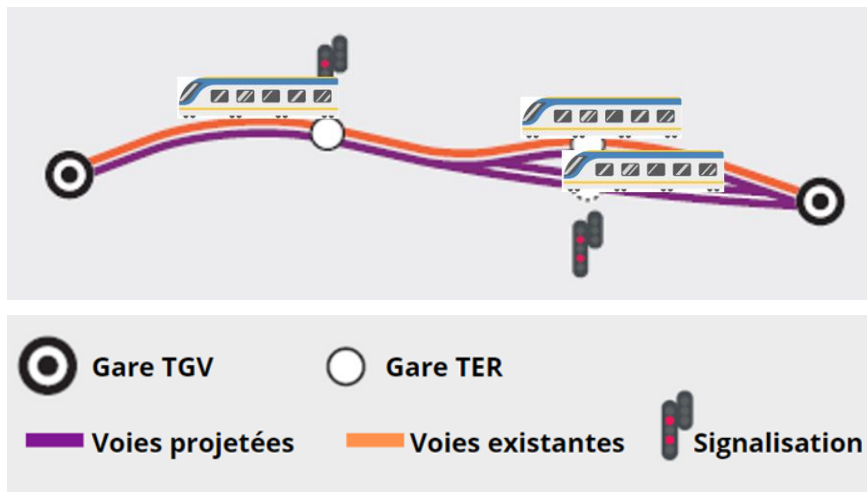 Gare TGV
Gare TER
Voies projetées
Voies existantes
Signalisation